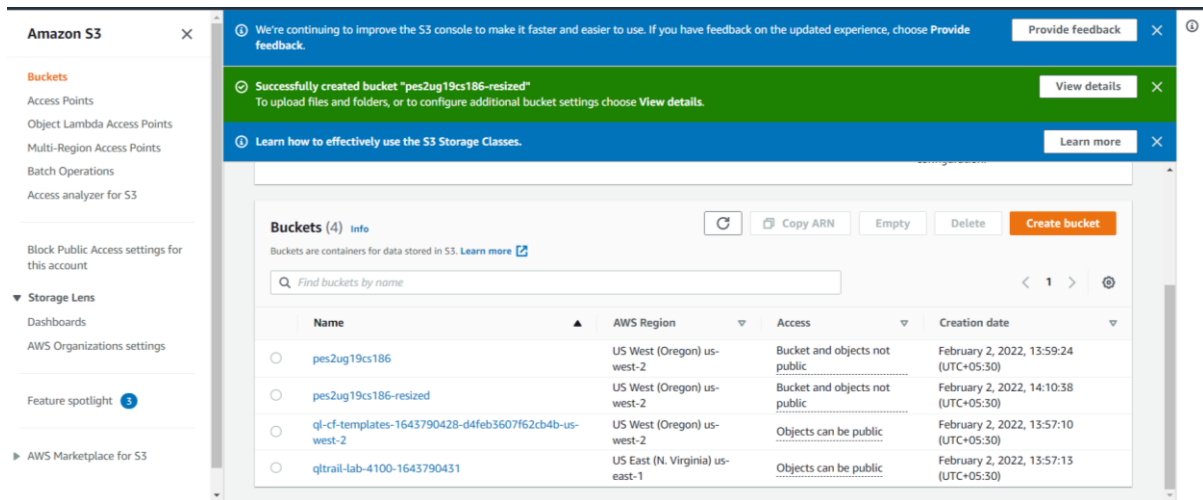 Amazon S3
Buckets
Access Points
Object Lambda Access Points
Multi-Region Access Points
Batch Operations
Access analyzer for S3
Block Public Access settings for
this account
Storage Lens
Dashboards
AWS Organizations settings
Feature spotlight 3
AWS Marketplace for S3
We're continuing to improve the S3 console to make it faster and easier to use. If you have feedback on the updated experience, choose Provide
feedback.
Provide feedback
Successfully created bucket "pes2ug19cs186-resized"
To upload files and folders, or to configure additional bucket settings choose View details.
View details
Learn how to effectively use the S3 Storage Classes.
Learn more
Buckets (4) Info
Buckets are containers for data stored in S3. Learn more
Copy ARN
Empty
Delete
Create bucket
Find buckets by name
1
Name AWS Region Access Creation date
pes2ug19cs186
US West (Oregon) us-
west-2
Bucket and objects not
public
February 2, 2022, 13:59:24
(UTC+05:30)
pes2ug19cs186-resized
US West (Oregon) us-
west-2
Bucket and objects not
public
February 2, 2022, 14:10:38
(UTC+05:30)
ql-cf-templates-1643790428-d4feb3607f62cb4b-us-
west-2
US West (Oregon) us-
west-2
Objects can be public
February 2, 2022, 13:57:10
(UTC+05:30)
qltrail-lab-4100-1643790431
US East (N. Virginia) us-
east-1
Objects can be public
February 2, 2022, 13:57:13
(UTC+05:30)